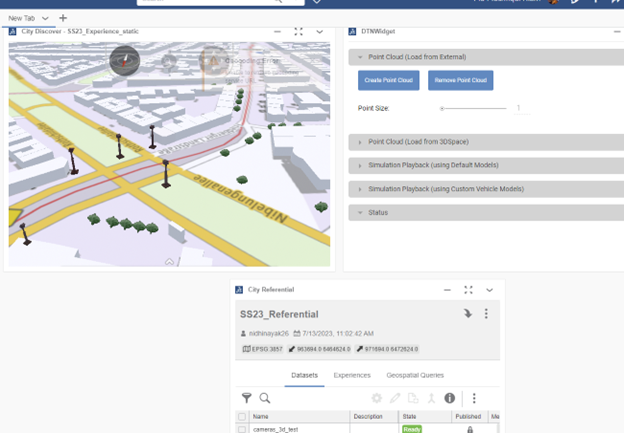 New Tab
City Discover - SS23_Experience_static
Nibelungenallee
DTNWidget
Point Cloud (Load from External)
Create Point Cloud
Remove Point Cloud
Point Size:
1
Point Cloud (Load from 3DSpace)
Simulation Playback (using Default Models)
Simulation Playback (using Custom Vehicle Models)
Status
City Referential
SS23_Referential
nidhinayak26 7/13/2023, 11:02:42 AM
EPSG 3857 963694.0 6464624.0 971694.0 6472624.0
Datasets Experiences Geospatial Queries
Name Description State Published Me
cameras_3d_test Ready